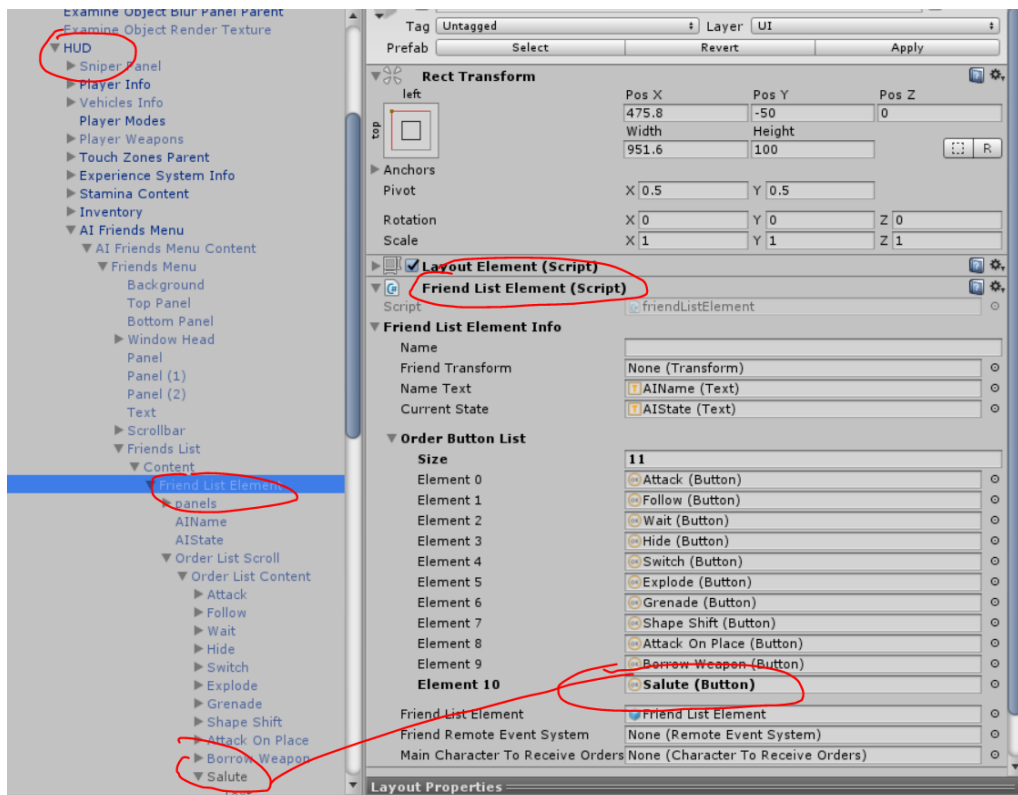 Examine Object Blur Panel Parent
Examine Object Render Texture
HUD
Sniper Panel
Player Info
Vehicles Info
Player Modes
Player Weapons
Touch Zones Parent
Experience System Info
Stamina Content
Inventory
AI Friends Menu
AI Friends Menu Content
Friends Menu
Background
Top Panel
Bottom Panel
Window Head
Panel
Panel (1)
Panel (2)
Text
Scrollbar
Friends List
Content
Friend List Element
panels
AIName
AIState
Order List Scroll
Order List Content
Attack
Follow
Wait
Hide
Switch
Explode
Grenade
Shape Shift
Attack On Place
Borrow Weapon
Salute
Tag Untagged Layer UI
Prefab Select Revert Apply
Rect Transform
left Pos X Pos Y Pos Z
475.8 -50 0
top Width Height
951.6 100 R
Anchors
Pivot X 0.5 Y 0.5
Rotation X 0 Y 0 Z 0
Scale X 1 Y 1 Z 1
Layout Element (Script)
Friend List Element (Script)
Script friendListElement
Friend List Element Info
Name
Friend Transform None (Transform)
Name Text AIName (Text)
Current State AIState (Text)
Order Button List
Size 11
Element 0 Attack (Button)
Element 1 Follow (Button)
Element 2 Wait (Button)
Element 3 Hide (Button)
Element 4 Switch (Button)
Element 5 Explode (Button)
Element 6 Grenade (Button)
Element 7 Shape Shift (Button)
Element 8 Attack On Place (Button)
Element 9 Borrow Weapon (Button)
Element 10 Salute (Button)
Friend List Element Friend List Element
Friend Remote Event System None (Remote Event System)
Main Character To Receive Orders None (Character To Receive Orders)
Layout Properties